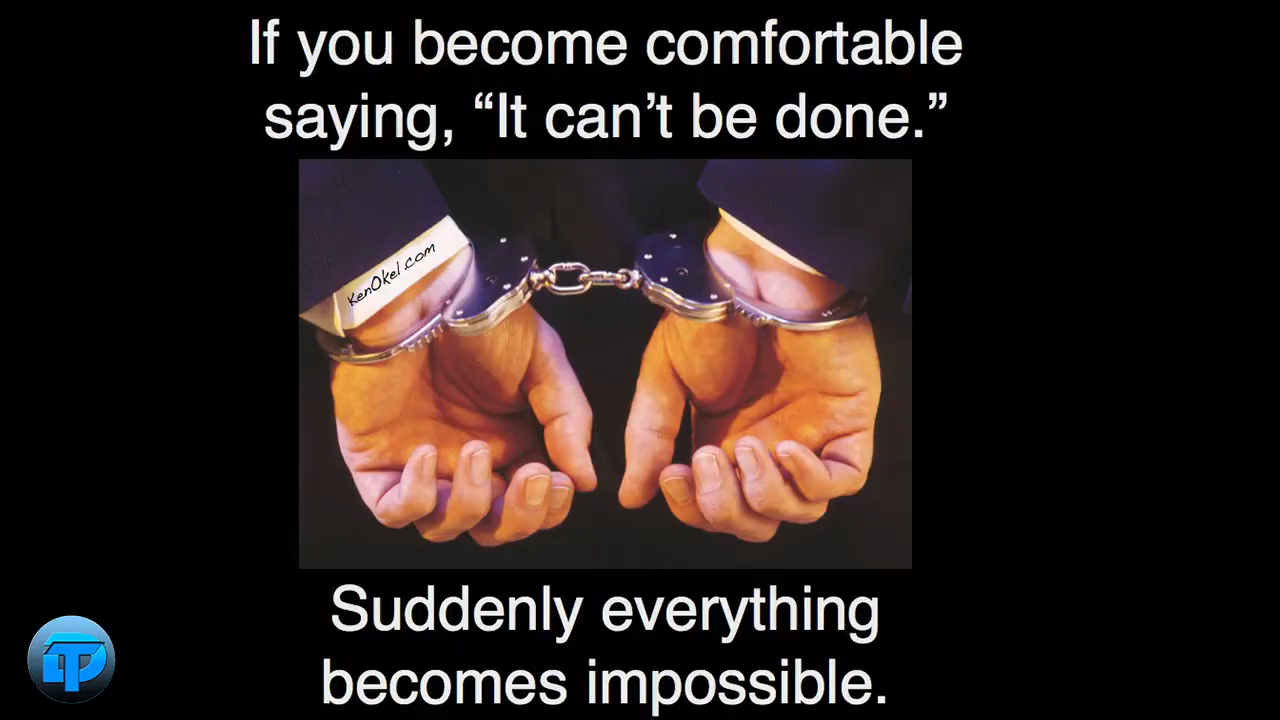 If you become comfortable
saying, “It can’t be done.”
KenOkel.com
Suddenly everything
becomes impossible.